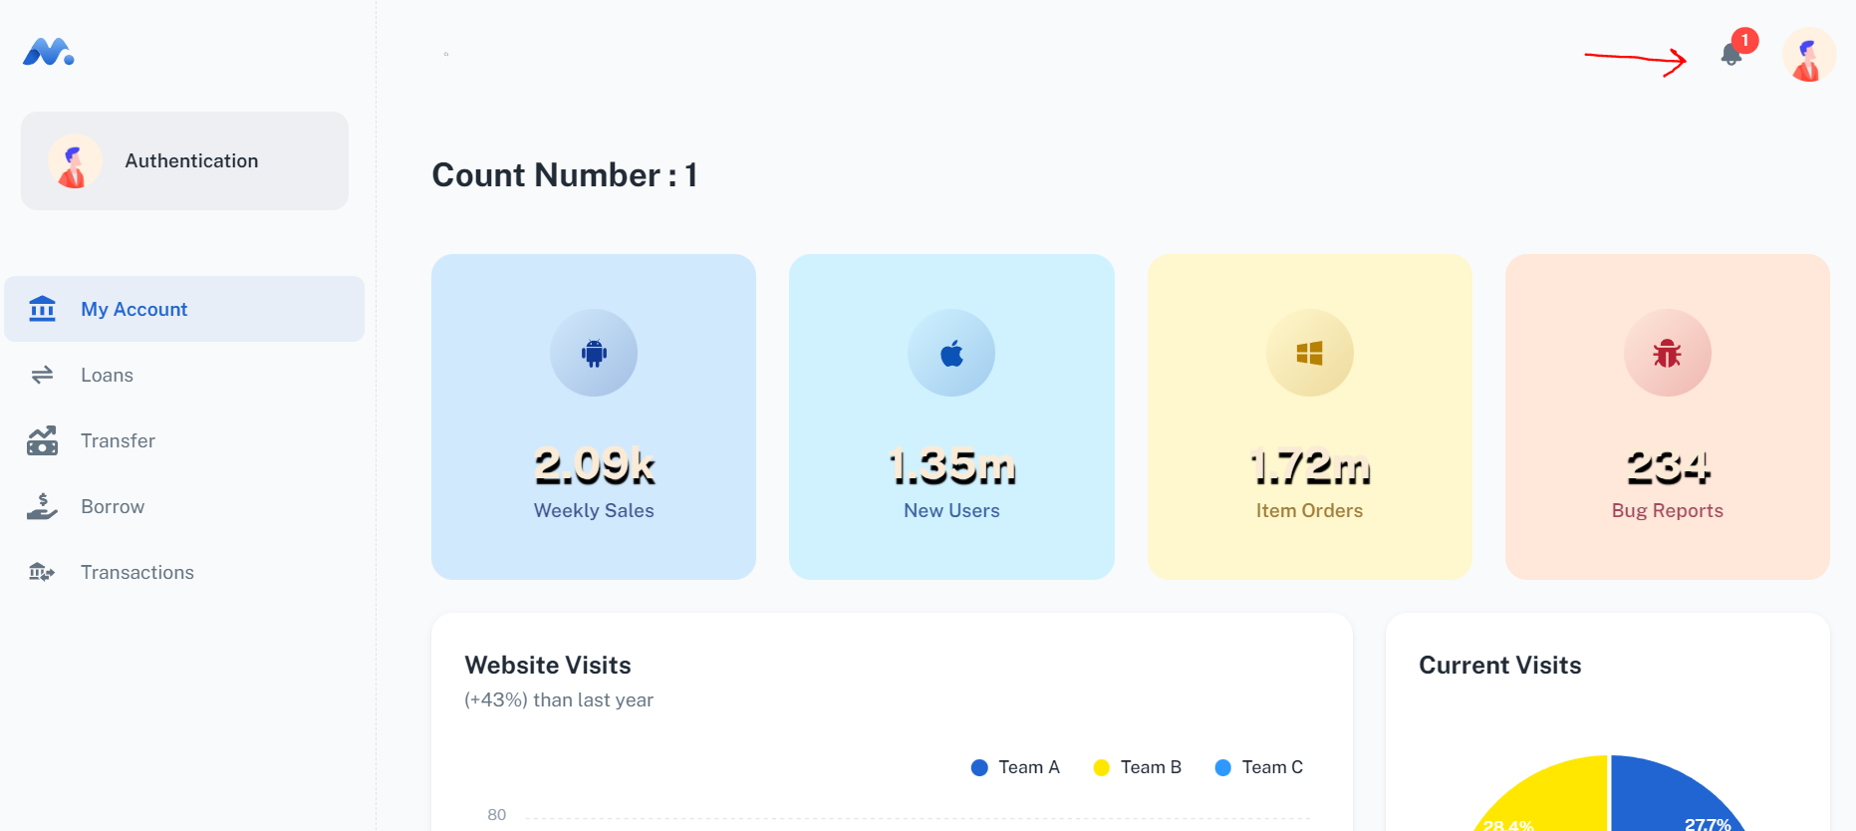 1
Authentication
Count Number : 1
My Account
Loans
Transfer
Borrow
Transactions
2.09k
Weekly Sales
1.35m
New Users
1.72m
Item Orders
234
Bug Reports
Website Visits
(+43%) than last year
Team A
Team B
Team C
80
Current Visits
28.4%
27.7%